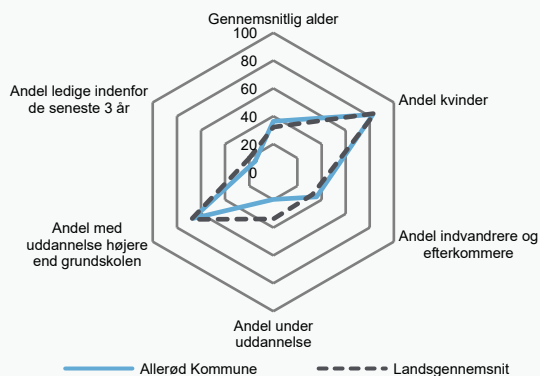 Gennemsnitlig alder
100
80
60
40
20
0
Andel kvinder
Andel indvandrere og
efterkommere
Andel under
uddannelse
Andel med
uddannelse højere
end grundskolen
Andel ledige indenfor
de seneste 3 år
Allerød Kommune
Landsgennemsnit